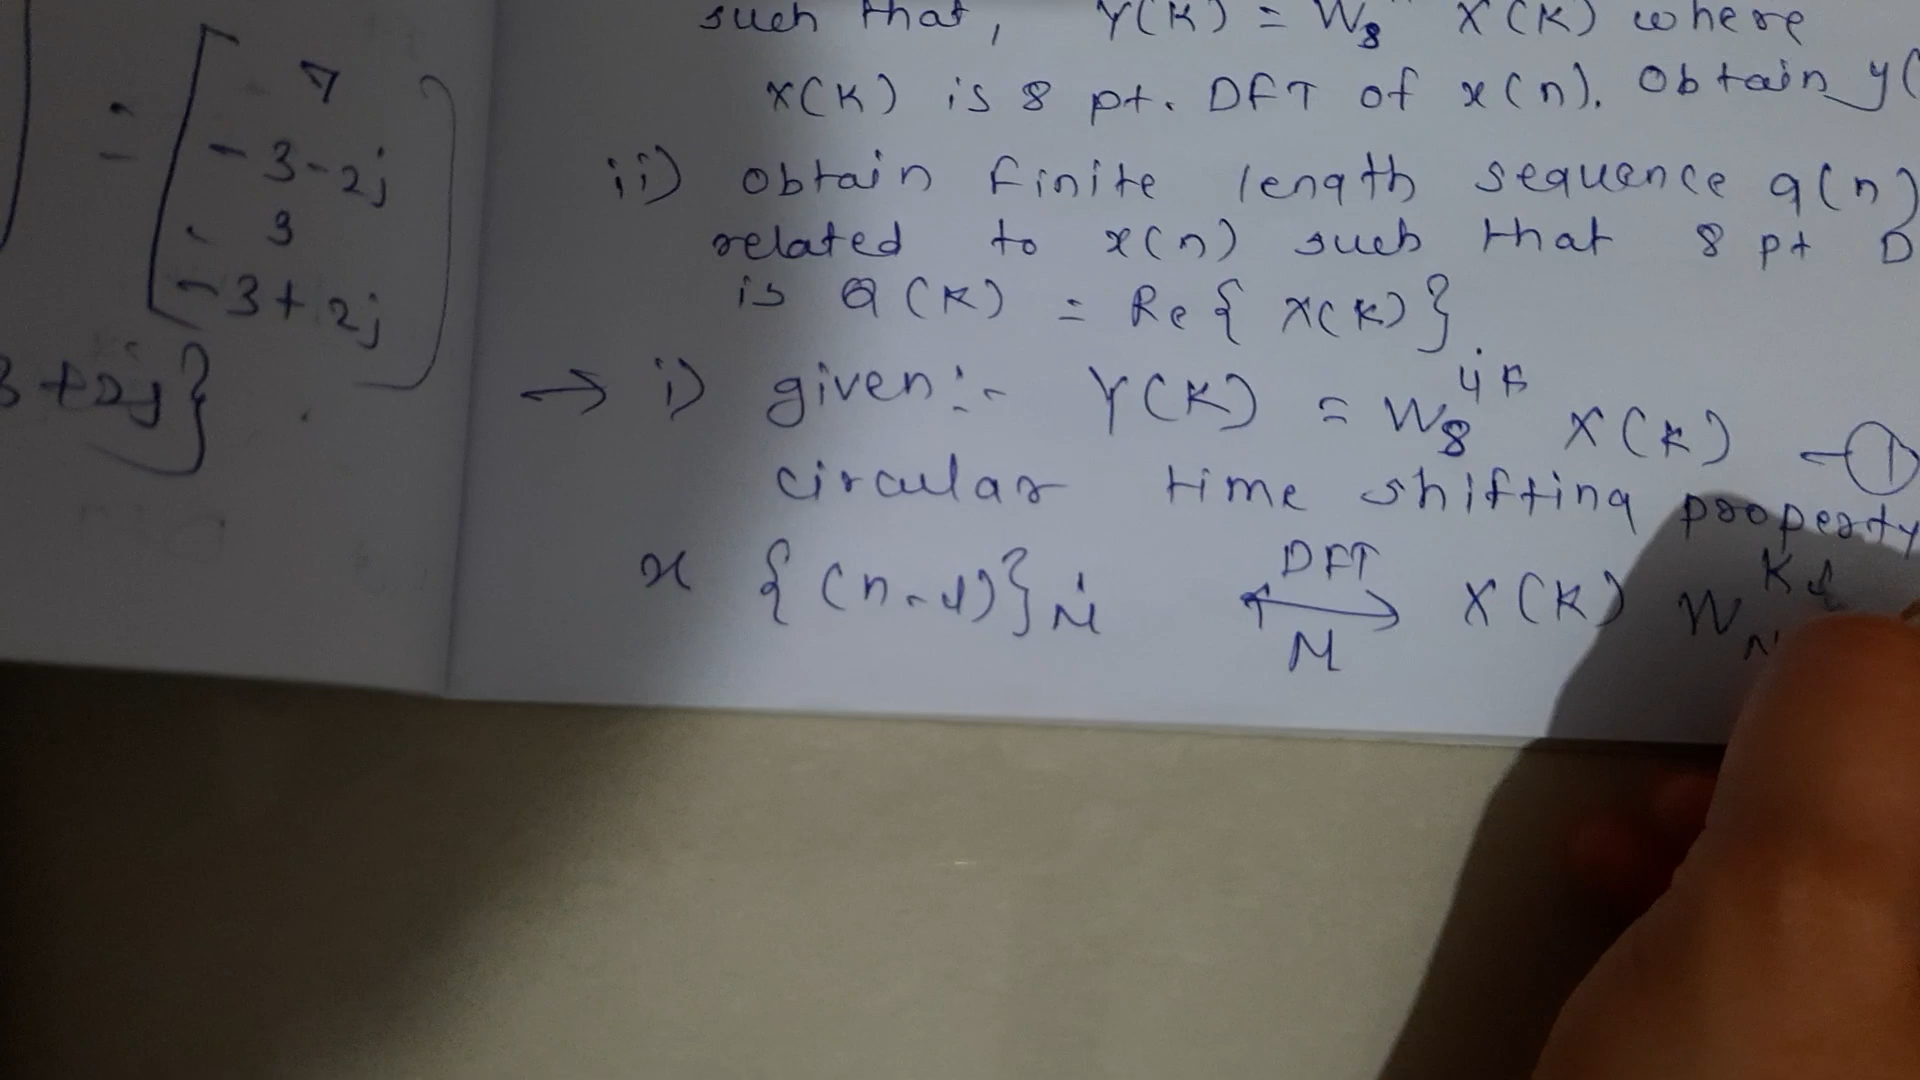 = [ 7
- 3 - 2j
- 3
- 3 + 2j ]
3 + 2j}
such that, Y(K) = W8 X(K) where
X(K) is 8 pt. DFT of x(n). Obtain y(
ii) obtain finite length sequence q(n)
related to x(n) such that 8 pt D
is Q(K) = Re{ X(K)}
→ i) given:- Y(K) = W8^4K X(K) - ①
circular time shifting property
x {(n-l)}N ←DFT→ N X(K) W N^Kl